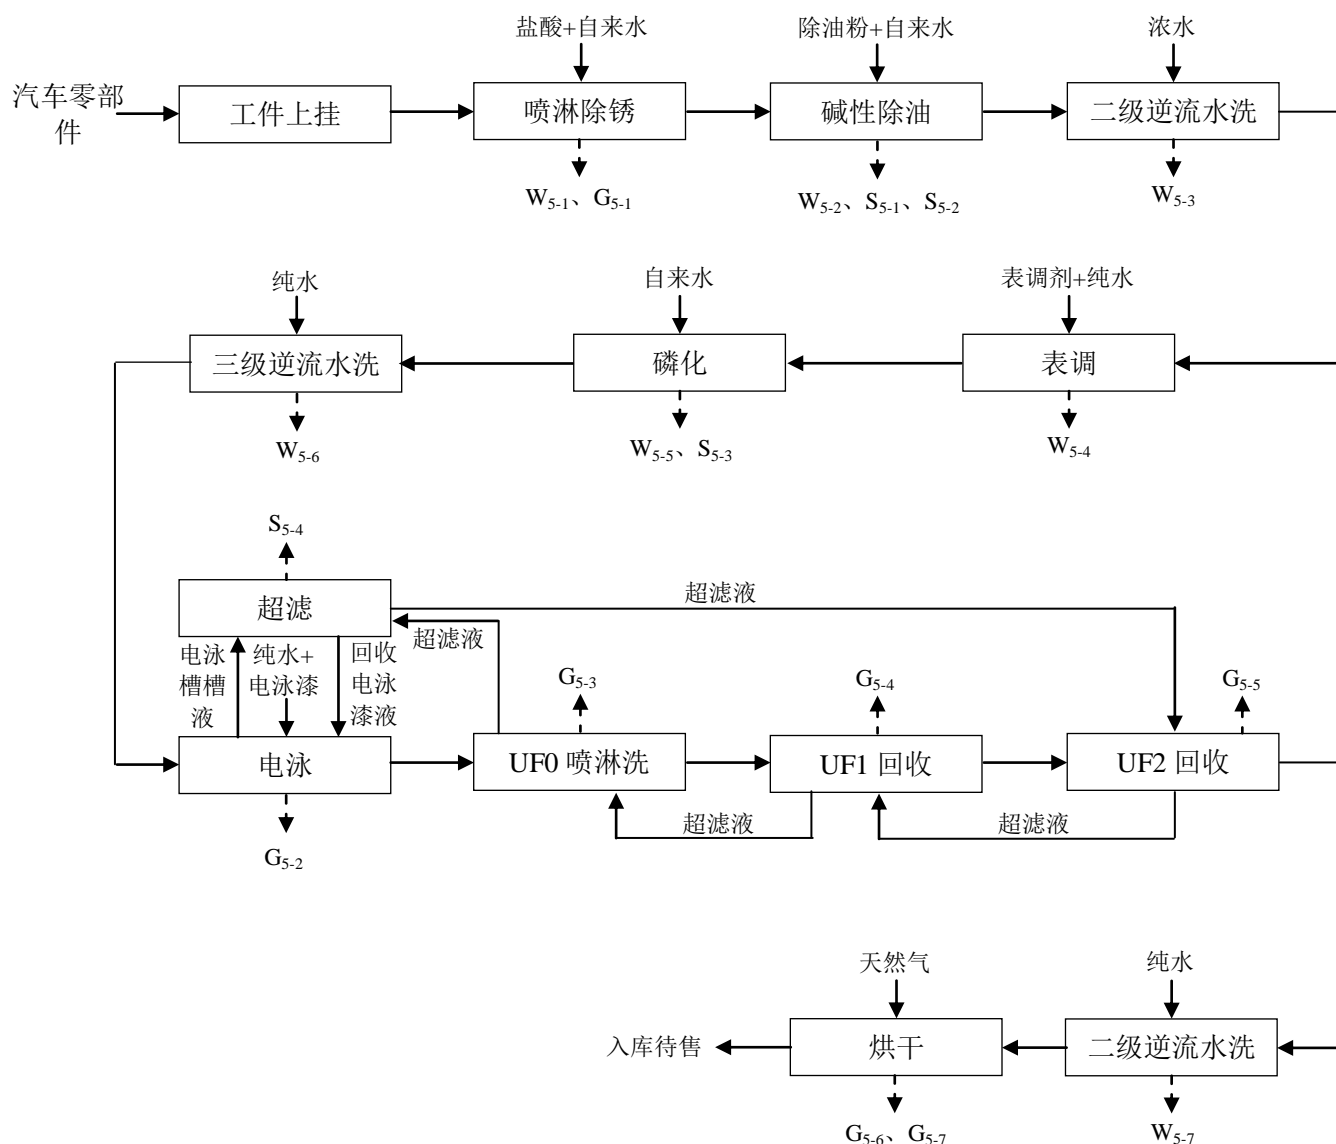 盐酸+自来水
除油粉+自来水
浓水
汽车零部
件
工件上挂
喷淋除锈
碱性除油
二级逆流水洗
W5-1、G5-1
W5-2、S5-1、S5-2
W5-3
纯水
自来水
表调剂+纯水
三级逆流水洗
磷化
表调
W5-6
W5-5、S5-3
W5-4
S5-4
超滤
超滤液
超滤液
电泳
槽槽
液
纯水+
电泳漆
回收
电泳
漆液
G5-3
G5-4
G5-5
电泳
UF0 喷淋洗
UF1 回收
UF2 回收
超滤液
超滤液
G5-2
天然气
纯水
入库待售
烘干
二级逆流水洗
G5-6、G5-7
W5-7